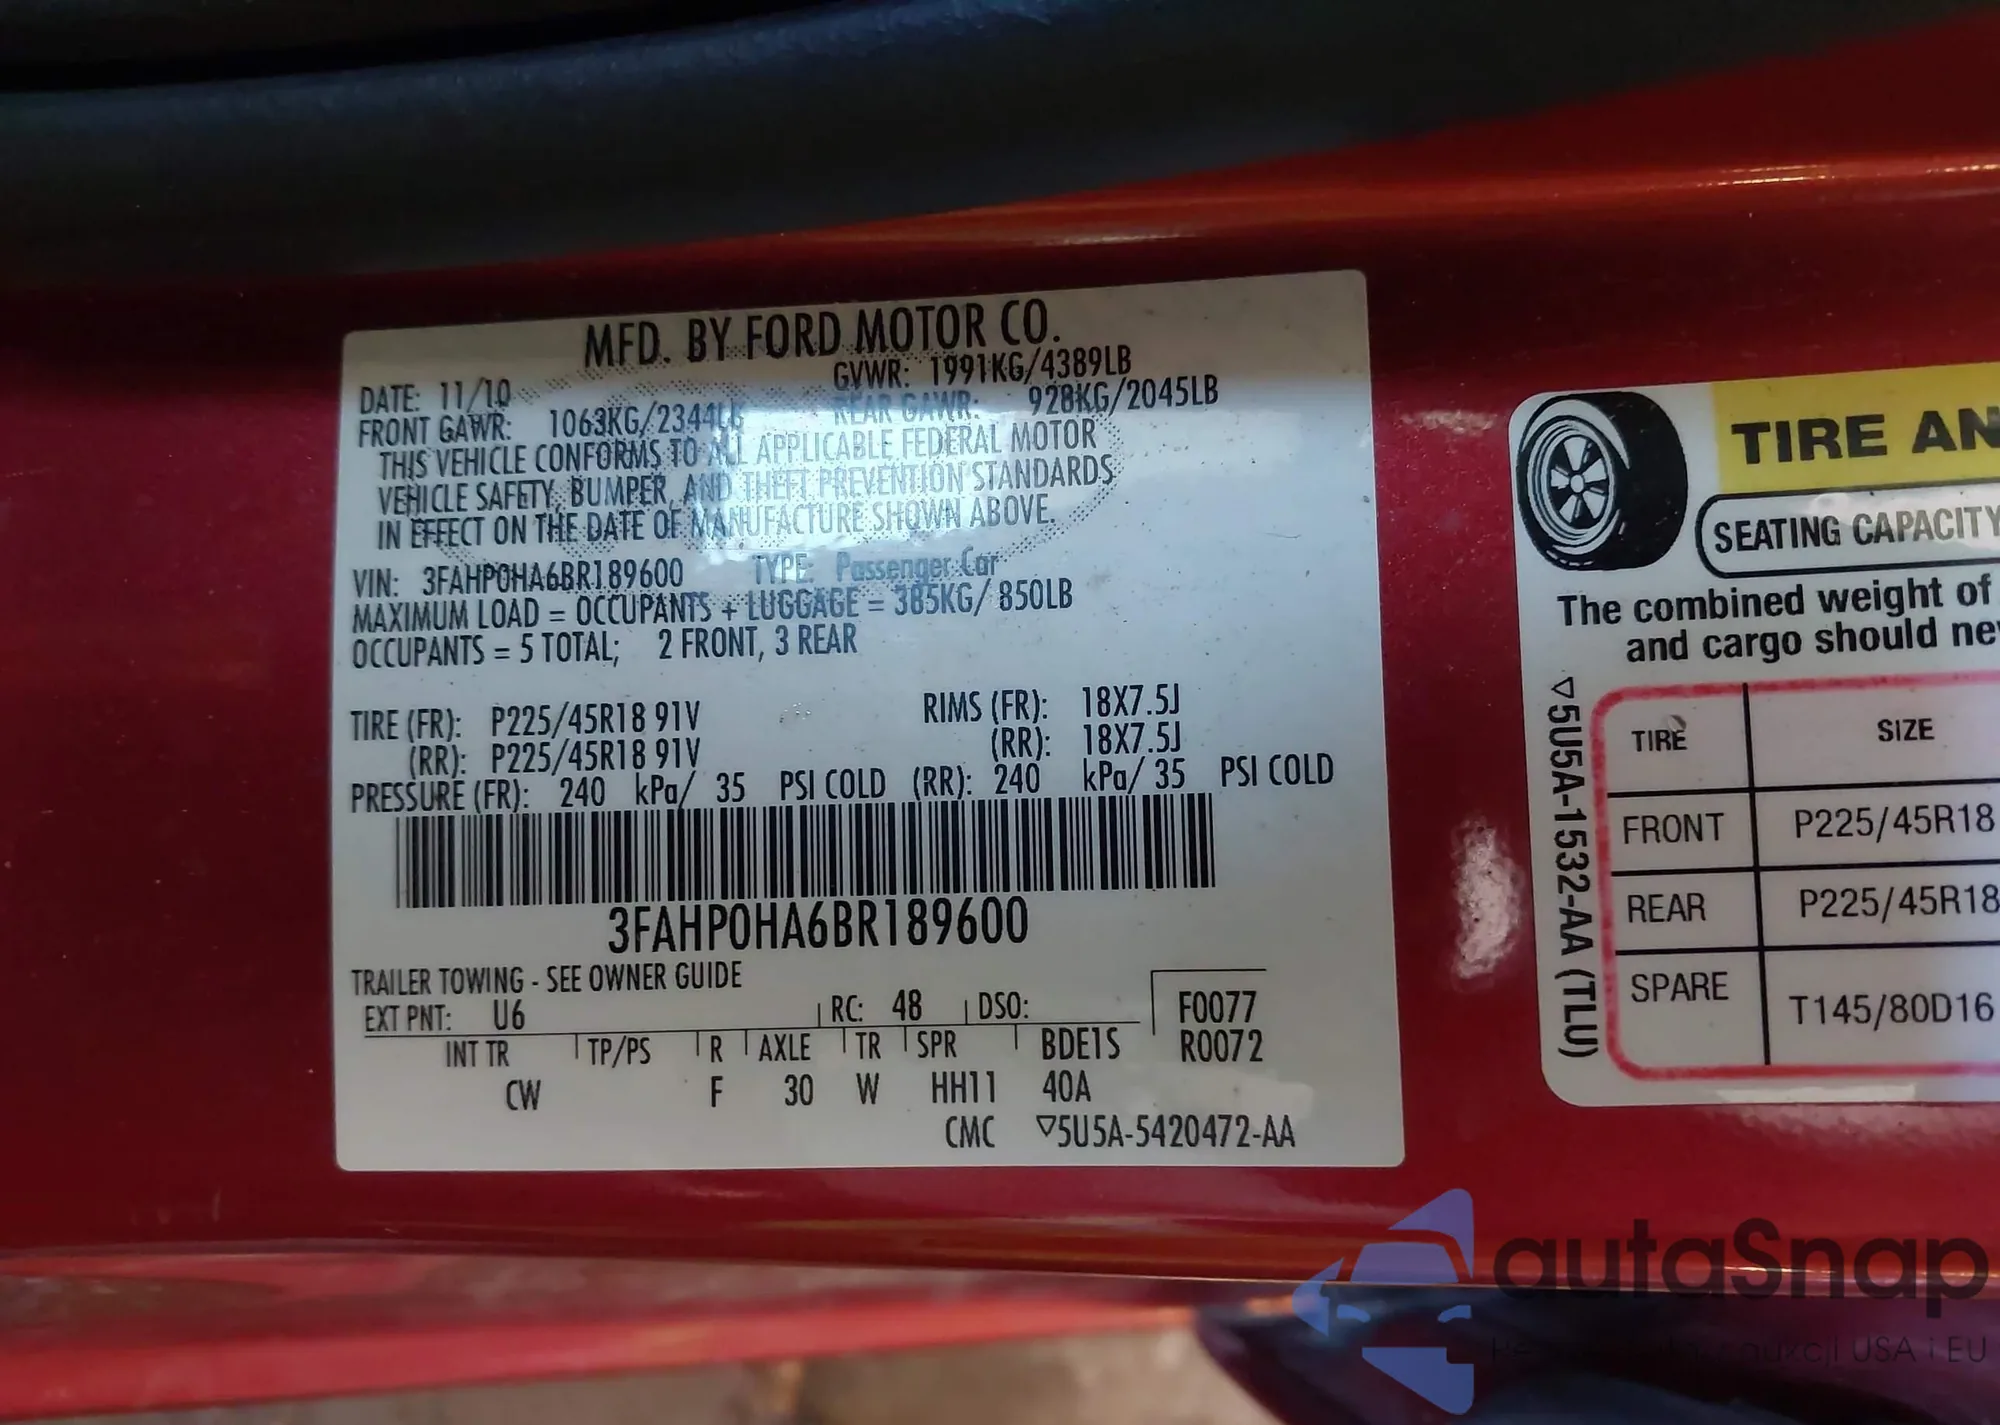 MFD. BY FORD MOTOR CO.
DATE: 11/10 GVWR: 1991KG/4389LB
FRONT GAWR: 1063KG/2344LB REAR GAWR: 928KG/2045LB
THIS VEHICLE CONFORMS TO ALL APPLICABLE FEDERAL MOTOR
VEHICLE SAFETY, BUMPER, AND THEFT PREVENTION STANDARDS
IN EFFECT ON THE DATE OF MANUFACTURE SHOWN ABOVE.
VIN: 3FAHP0HA6BR189600 TYPE: Passenger Car
MAXIMUM LOAD = OCCUPANTS + LUGGAGE = 385KG/ 850LB
OCCUPANTS = 5 TOTAL; 2 FRONT, 3 REAR
TIRE (FR): P225/45R18 91V RIMS (FR): 18X7.5J
(RR): P225/45R18 91V (RR): 18X7.5J
PRESSURE (FR): 240 kPa/ 35 PSI COLD (RR): 240 kPa/ 35 PSI COLD
3FAHP0HA6BR189600
TRAILER TOWING - SEE OWNER GUIDE
EXT PNT: U6 RC: 48 DSO: F0077
INT TR TP/PS R AXLE TR SPR BDE1S R0072
CW F 30 W HH11 40A
CMC ▽5U5A-5420472-AA
TIRE AN
SEATING CAPACITY
The combined weight of
and cargo should nev
▽5U5A-1532-AA (TLU)
TIRE SIZE
FRONT P225/45R18
REAR P225/45R18
SPARE T145/80D16
autaSnap
USA i EU